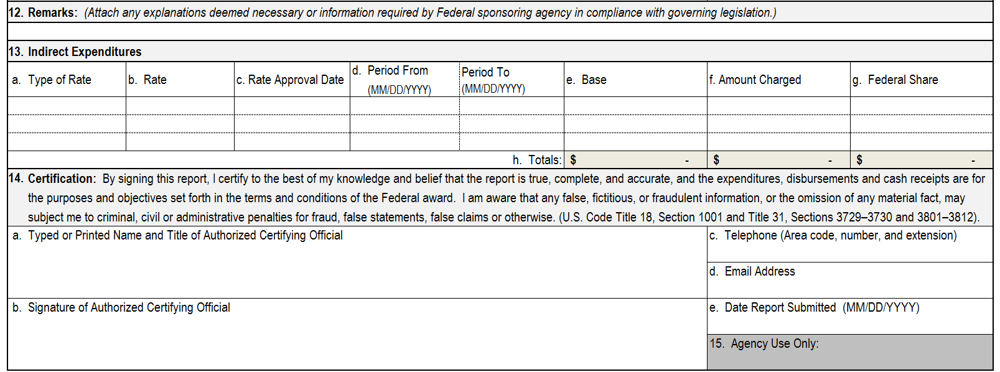 12. Remarks: (Attach any explanations deemed necessary or information required by Federal sponsoring agency in compliance with governing legislation.)
13. Indirect Expenditures
a. Type of Rate
b. Rate
c. Rate Approval Date
d. Period From
(MM/DD/YYYY)
Period To
(MM/DD/YYYY)
e. Base
f. Amount Charged
g. Federal Share
h. Totals: $ - $ - $ -
14. Certification: By signing this report, I certify to the best of my knowledge and belief that the report is true, complete, and accurate, and the expenditures, disbursements and cash receipts are for
the purposes and objectives set forth in the terms and conditions of the Federal award. I am aware that any false, fictitious, or fraudulent information, or the omission of any material fact, may
subject me to criminal, civil or administrative penalties for fraud, false statements, false claims or otherwise. (U.S. Code Title 18, Section 1001 and Title 31, Sections 3729–3730 and 3801–3812).
a. Typed or Printed Name and Title of Authorized Certifying Official
c. Telephone (Area code, number, and extension)
d. Email Address
b. Signature of Authorized Certifying Official
e. Date Report Submitted (MM/DD/YYYY)
15. Agency Use Only: